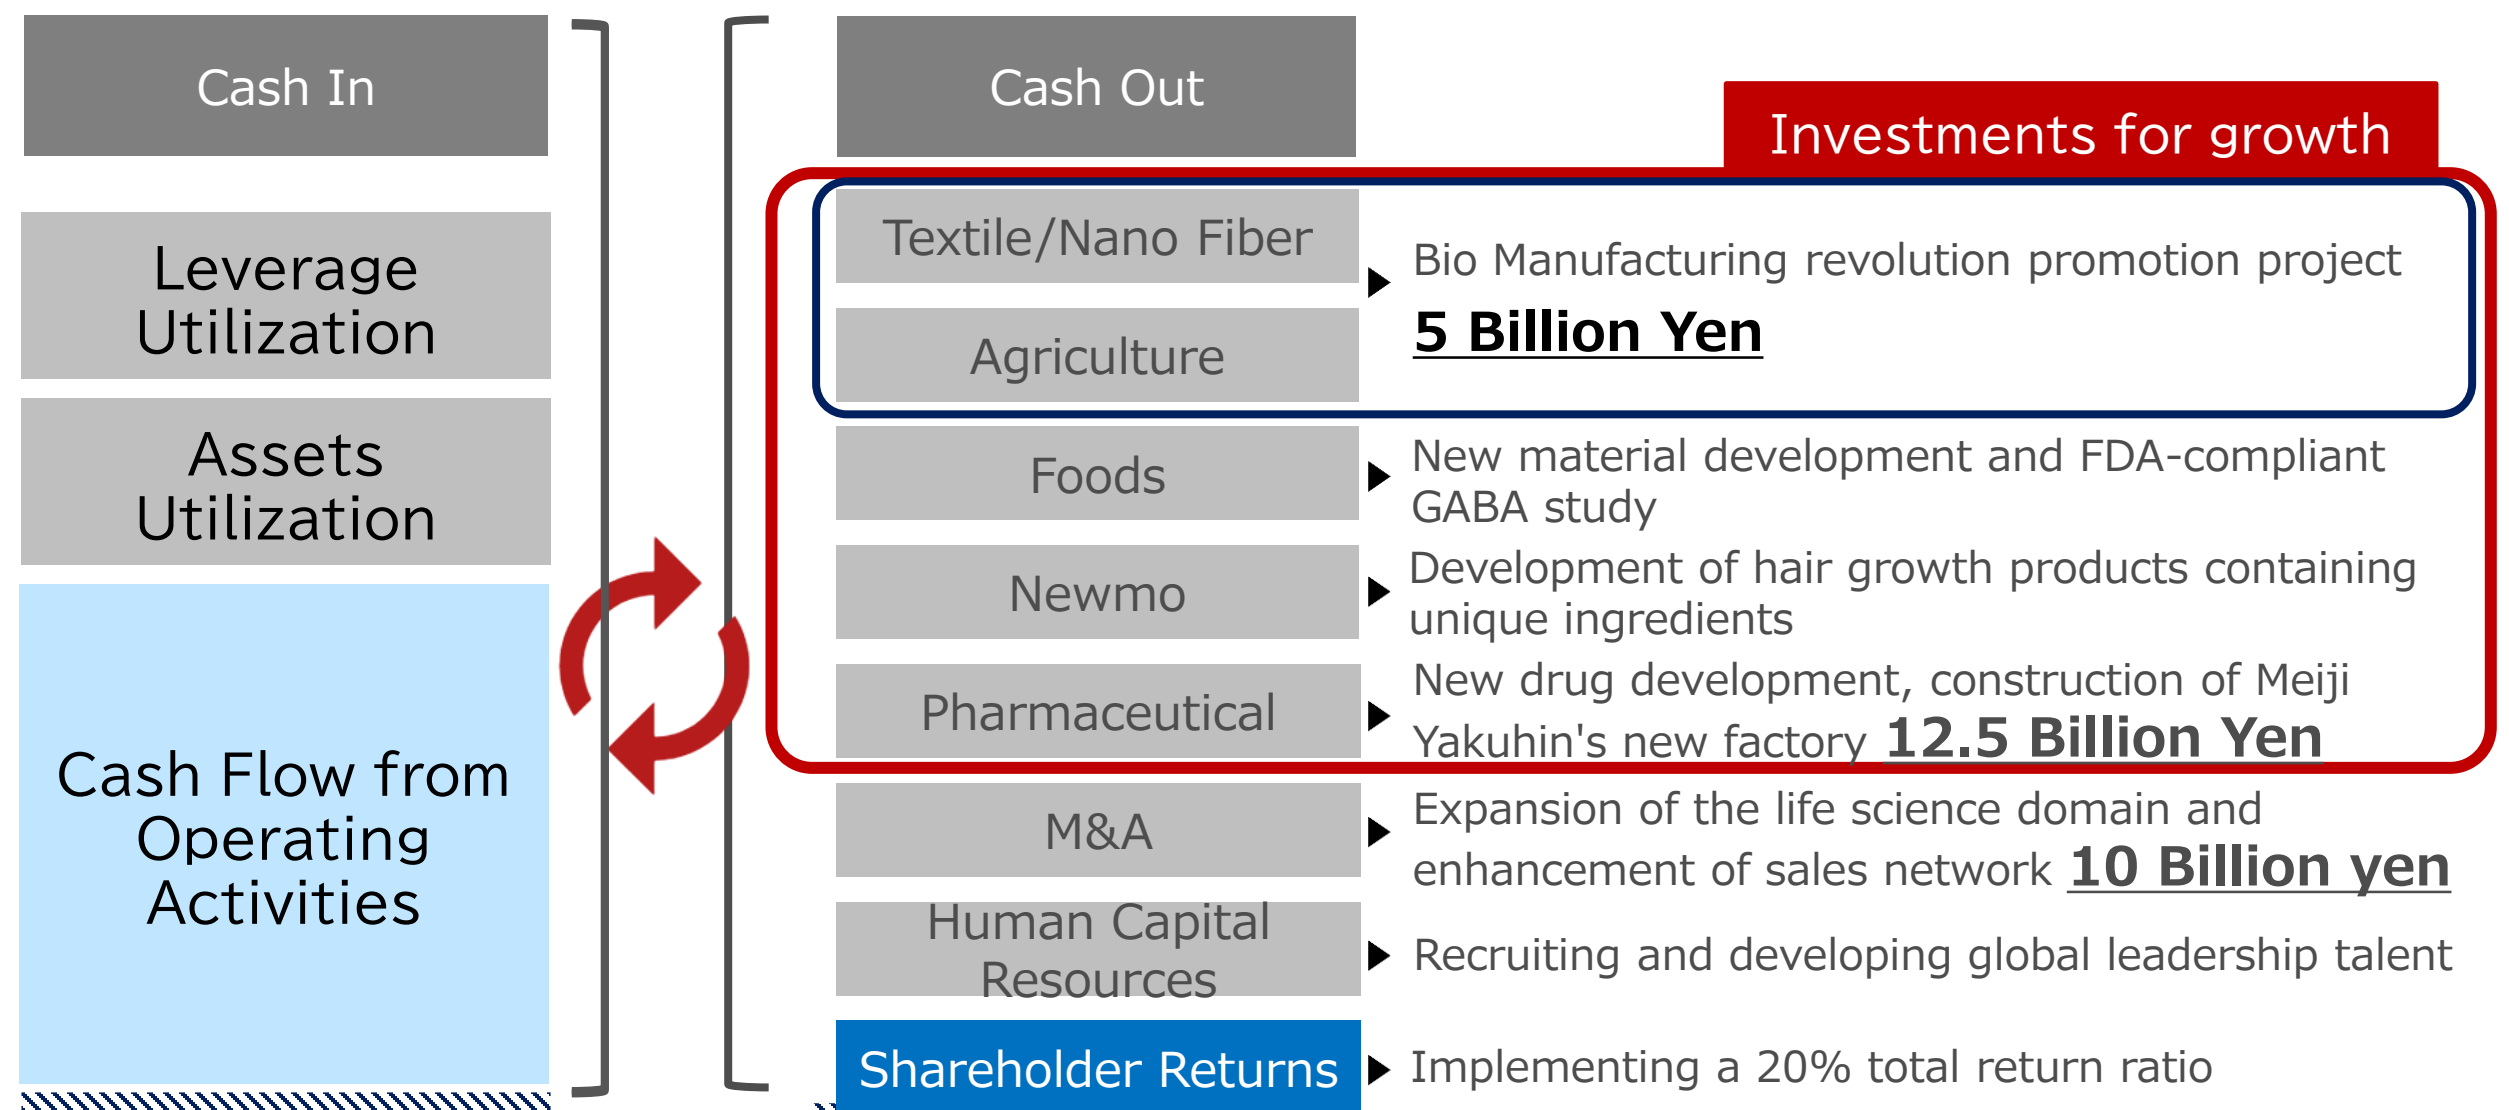 Cash In
Leverage
Utilization
Assets
Utilization
Cash Flow from
Operating
Activities
Cash Out
Investments for growth
Textile/Nano Fiber
Agriculture
Bio Manufacturing revolution promotion project
5 Billion Yen
Foods
New material development and FDA-compliant
GABA study
Newmo
Development of hair growth products containing
unique ingredients
Pharmaceutical
New drug development, construction of Meiji
Yakuhin's new factory 12.5 Billion Yen
M&A
Expansion of the life science domain and
enhancement of sales network 10 Billion yen
Human Capital
Resources
Recruiting and developing global leadership talent
Shareholder Returns
Implementing a 20% total return ratio